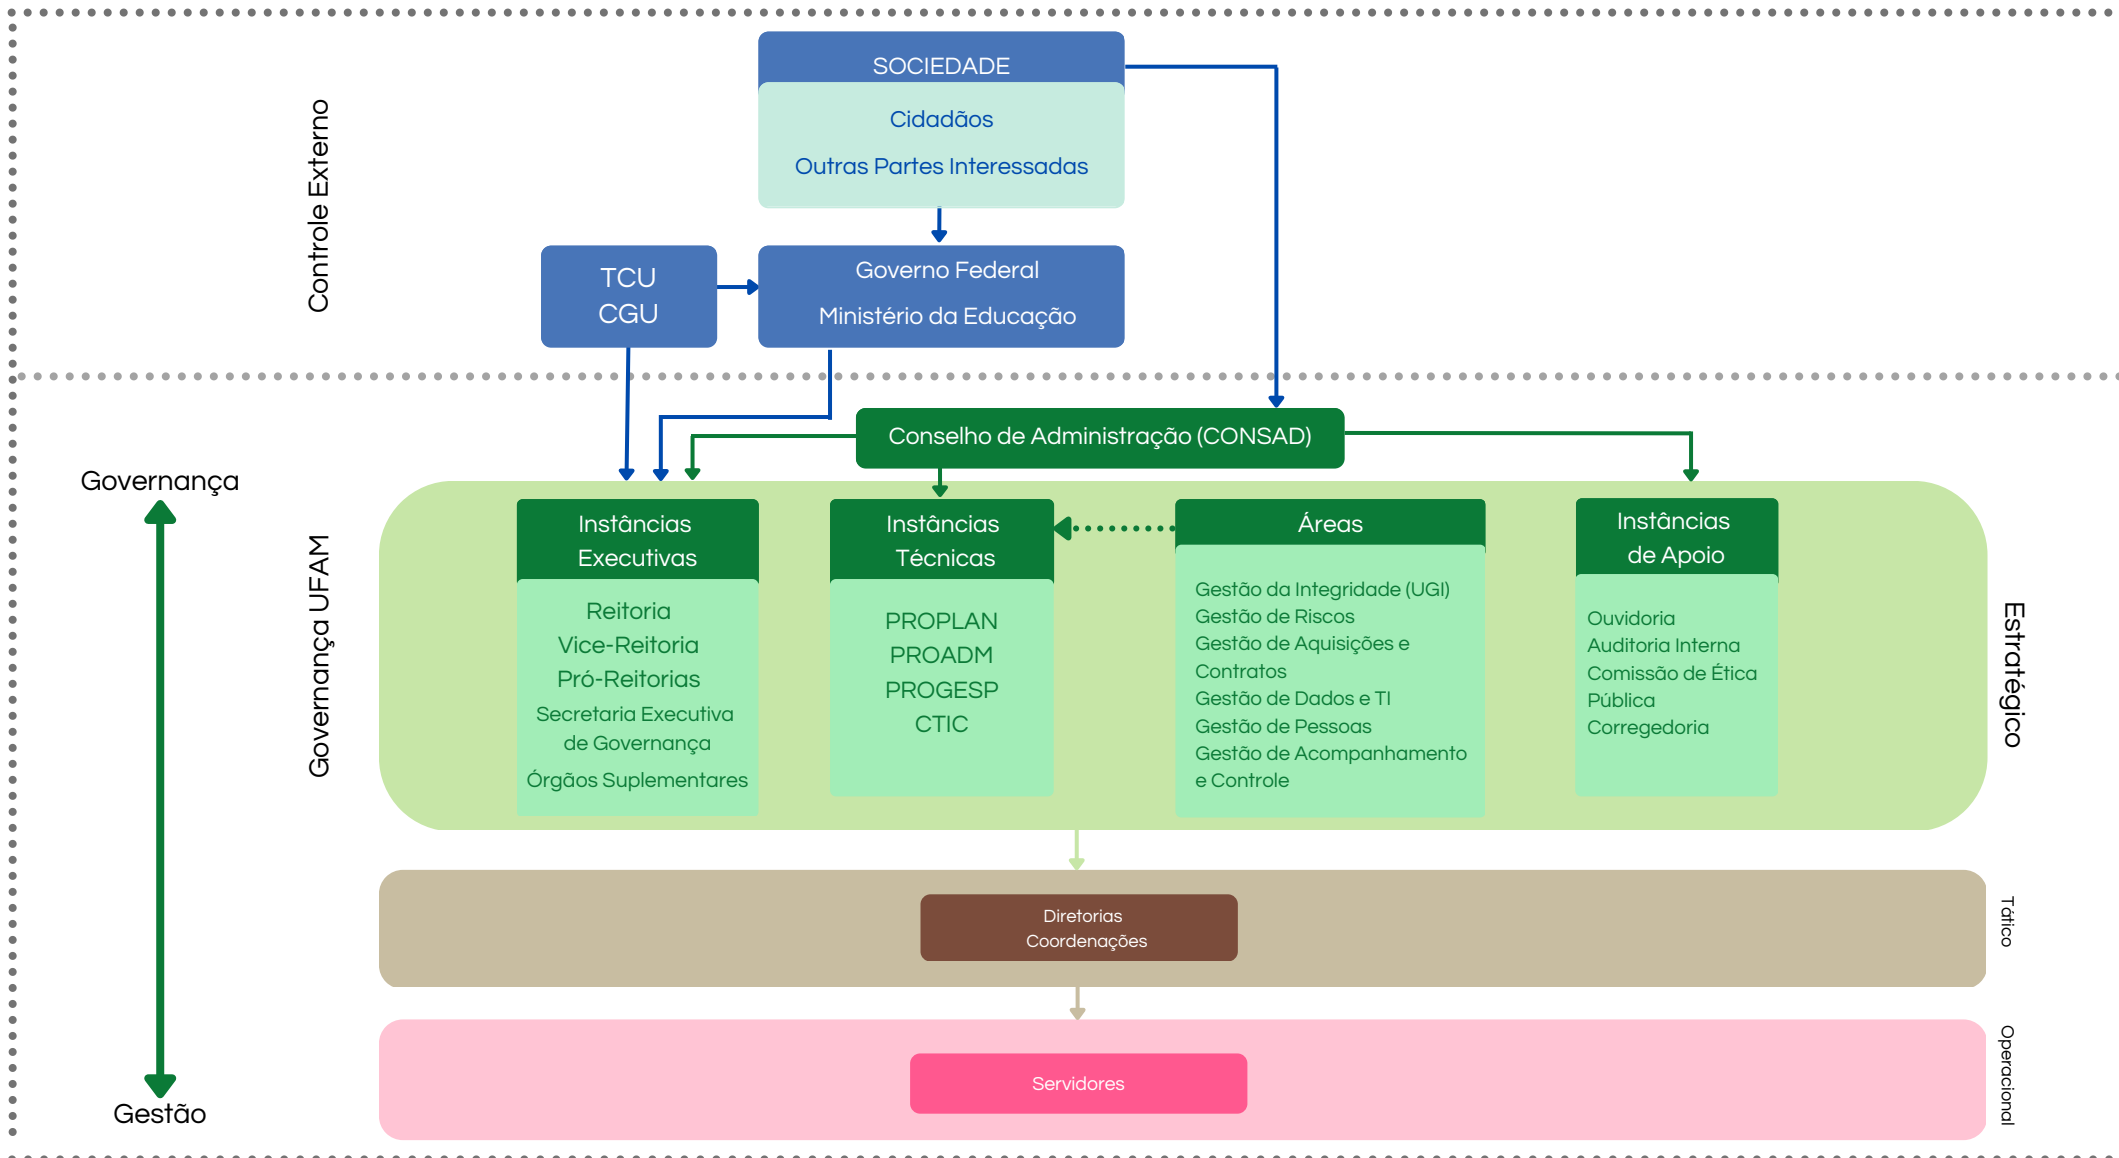 Controle Externo
SOCIEDADE
Cidadãos
Outras Partes Interessadas
TCU
CGU
Governo Federal
Ministério da Educação
Conselho de Administração (CONSAD)
Governança
Gestão
Governança UFAM
Instâncias
Executivas
Reitoria
Vice-Reitoria
Pró-Reitorias
Secretaria Executiva
de Governança
Órgãos Suplementares
Instâncias
Técnicas
PROPLAN
PROADM
PROGESP
CTIC
Áreas
Gestão da Integridade (UGI)
Gestão de Riscos
Gestão de Aquisições e
Contratos
Gestão de Dados e TI
Gestão de Pessoas
Gestão de Acompanhamento
e Controle
Instâncias
de Apoio
Ouvidoria
Auditoria Interna
Comissão de Ética
Pública
Corregedoria
Estratégico
Diretorias
Coordenações
Tático
Servidores
Operacional